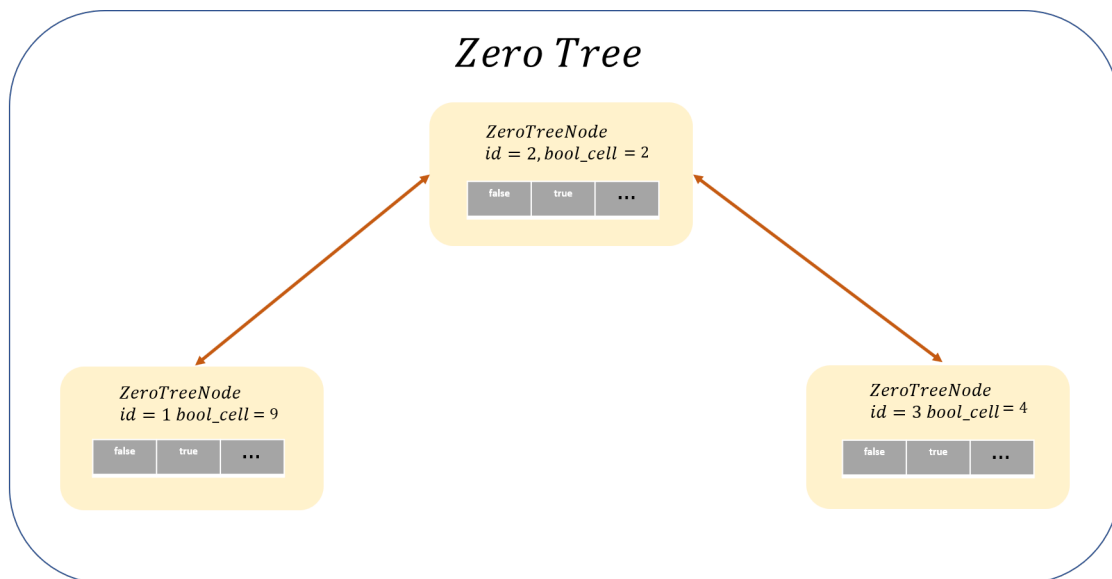 Zero Tree
ZeroTreeNode
id = 2, bool_cell = 2
false true ...
ZeroTreeNode
id = 1 bool_cell = 9
false true ...
ZeroTreeNode
id = 3 bool_cell = 4
false true ...